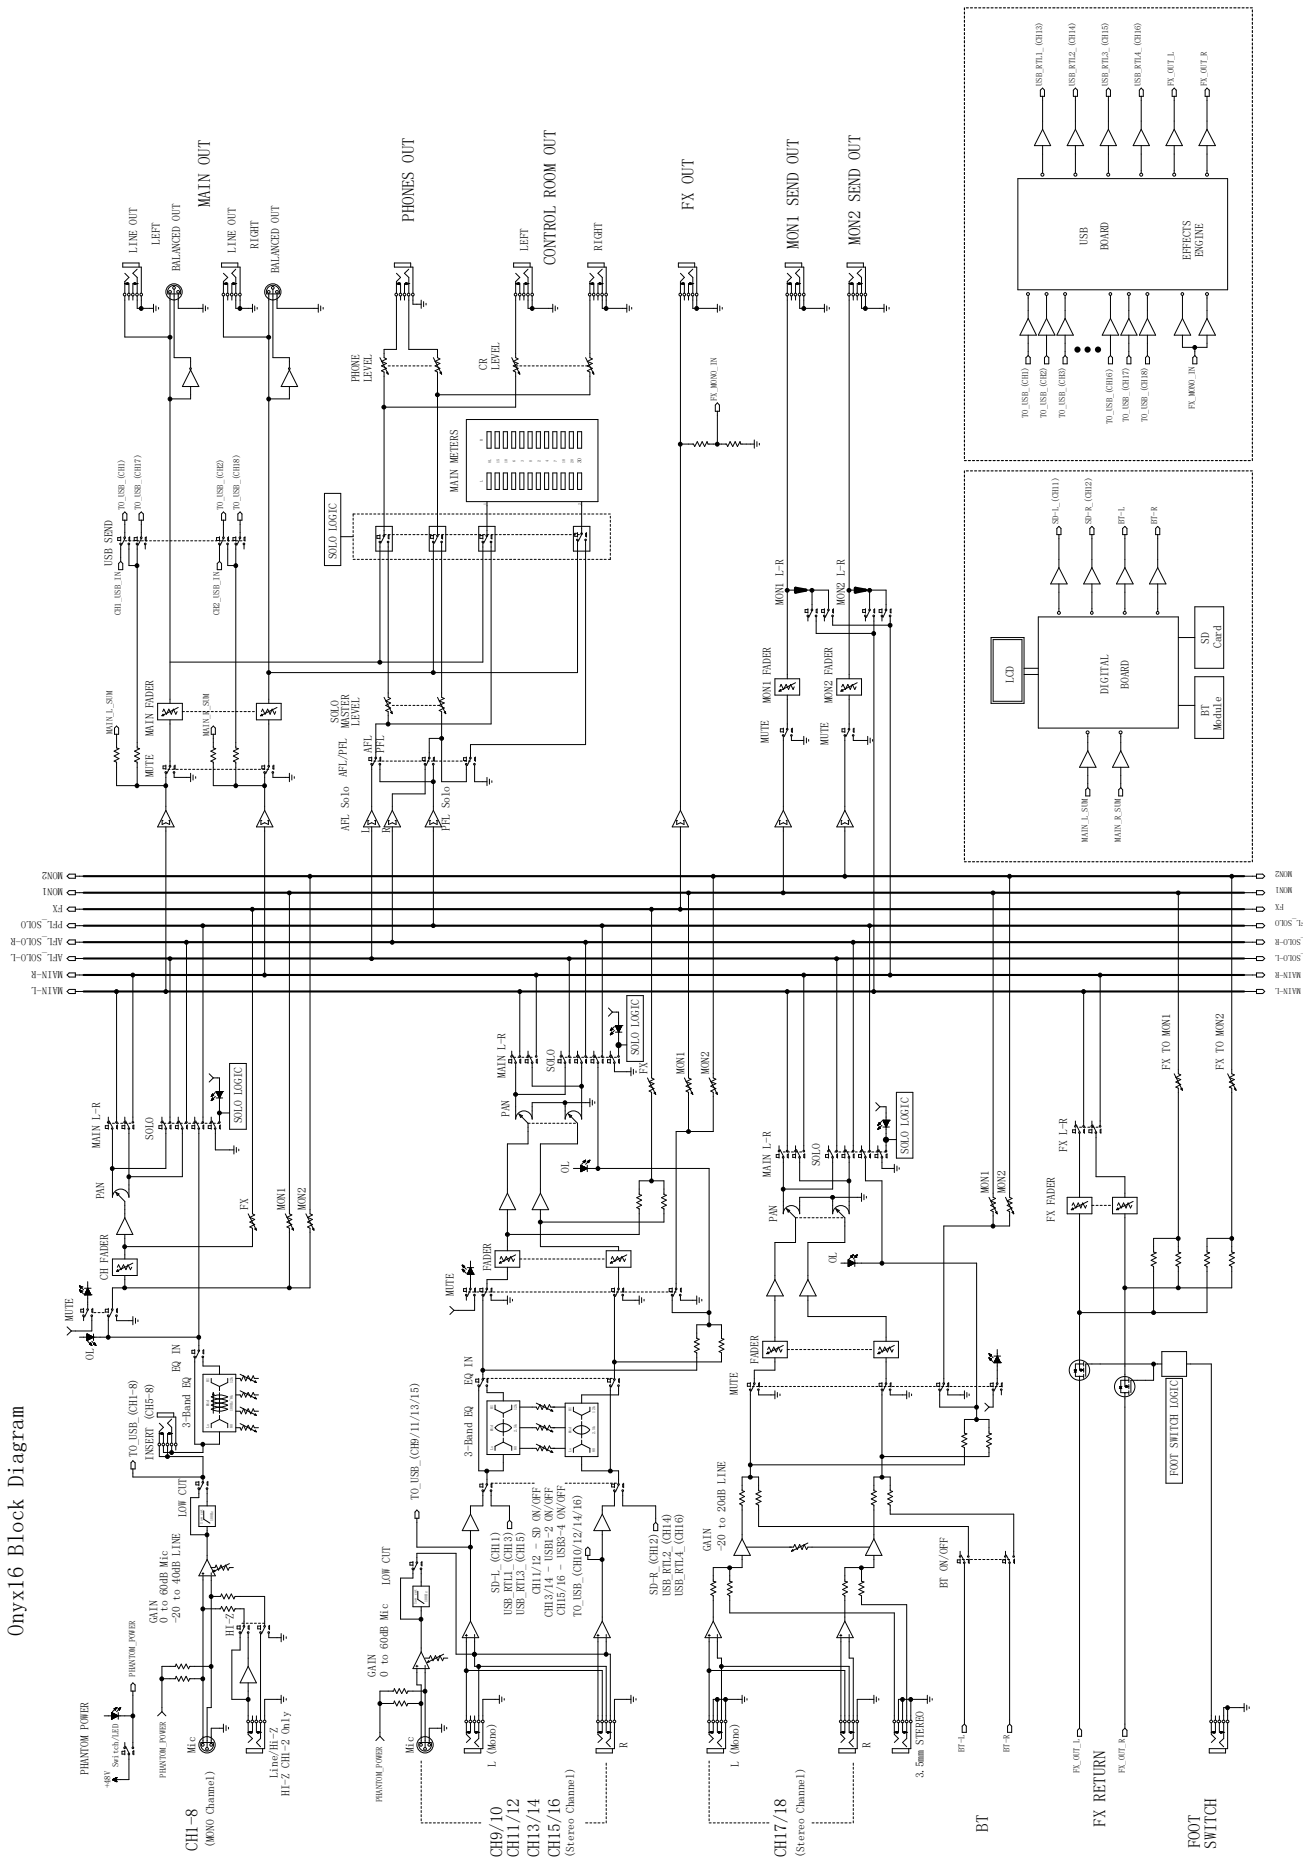 Onyx16 Block Diagram
PHANTOM POWER
+48V
Switch/LED
PHANTOM_POWER
PHANTOM_POWER
CH1-8
(MONO Channel)
Mic
Line/Hi-Z
HI-Z CH1-2 Only
GAIN
0 to 60dB Mic
-20 to 40dB LINE
HI-Z
LOW CUT
TO_USB_(CH1-8)
INSERT (CH5-8)
3-Band EQ
EQ IN
OL
MUTE
CH FADER
PAN
MAIN L-R
SOLO
SOLO LOGIC
FX
MON1
MON2
CH9/10
CH11/12
CH13/14
CH15/16
(Stereo Channel)
PHANTOM_POWER
Mic
L (Mono)
R
GAIN
0 to 60dB Mic
LOW CUT
TO_USB_(CH9/11/13/15)
SD-L_(CH11)
USB_RTL1_(CH13)
USB_RTL3_(CH15)
CH11/12 - SD ON/OFF
CH13/14 - USB1-2 ON/OFF
CH15/16 - USB3-4 ON/OFF
TO_USB_(CH10/12/14/16)
SD-R_(CH12)
USB_RTL2_(CH14)
USB_RTL4_(CH16)
3-Band EQ
EQ IN
MUTE
FADER
OL
PAN
MAIN L-R
SOLO
SOLO LOGIC
FX
MON1
MON2
CH17/18
(Stereo Channel)
L (Mono)
R
3.5mm STEREO
GAIN
-20 to 20dB LINE
MUTE
FADER
OL
PAN
MAIN L-R
SOLO
SOLO LOGIC
MON1
MON2
BT
BT-L
BT-R
BT ON/OFF
FX RETURN
FX_OUT_L
FX_OUT_R
FOOT
SWITCH
FOOT SWITCH LOGIC
FX FADER
FX L-R
FX TO MON1
FX TO MON2
MON2
MON1
FX
PFL_SOLO
AFL_SOLO-R
AFL_SOLO-L
MAIN-R
MAIN-L
MON2
MON1
FX
FL_SOLO
_SOLO-R
_SOLO-L
MAIN-R
MAIN-L
MUTE
MAIN_L_SUM
MAIN FADER
MAIN_R_SUM
CH1_USB_IN
USB SEND
TO_USB_(CH1)
TO_USB_(CH17)
CH2_USB_IN
TO_USB_(CH2)
TO_USB_(CH18)
LINE OUT
LEFT
BALANCED OUT
LINE OUT
RIGHT
BALANCED OUT
MAIN OUT
AFL Solo
L
R
PFL Solo
AFL/PFL
AFL
PFL
SOLO
MASTER
LEVEL
SOLO LOGIC
MAIN METERS
L
R
PHONE
LEVEL
CR
LEVEL
PHONES OUT
LEFT
CONTROL ROOM OUT
RIGHT
FX_MONO_IN
FX OUT
MUTE
MON1 FADER
MON1 L-R
MON1 SEND OUT
MUTE
MON2 FADER
MON2 L-R
MON2 SEND OUT
MAIN_L_SUM
MAIN_R_SUM
LCD
DIGITAL
BOARD
BT
Module
SD
Card
SD-L_(CH11)
SD-R_(CH12)
BT-L
BT-R
TO_USB_(CH1)
TO_USB_(CH2)
TO_USB_(CH3)
TO_USB_(CH16)
TO_USB_(CH17)
TO_USB_(CH18)
FX_MONO_IN
USB
BOARD
EFFECTS
ENGINE
USB_RTL1_(CH13)
USB_RTL2_(CH14)
USB_RTL3_(CH15)
USB_RTL4_(CH16)
FX_OUT_L
FX_OUT_R